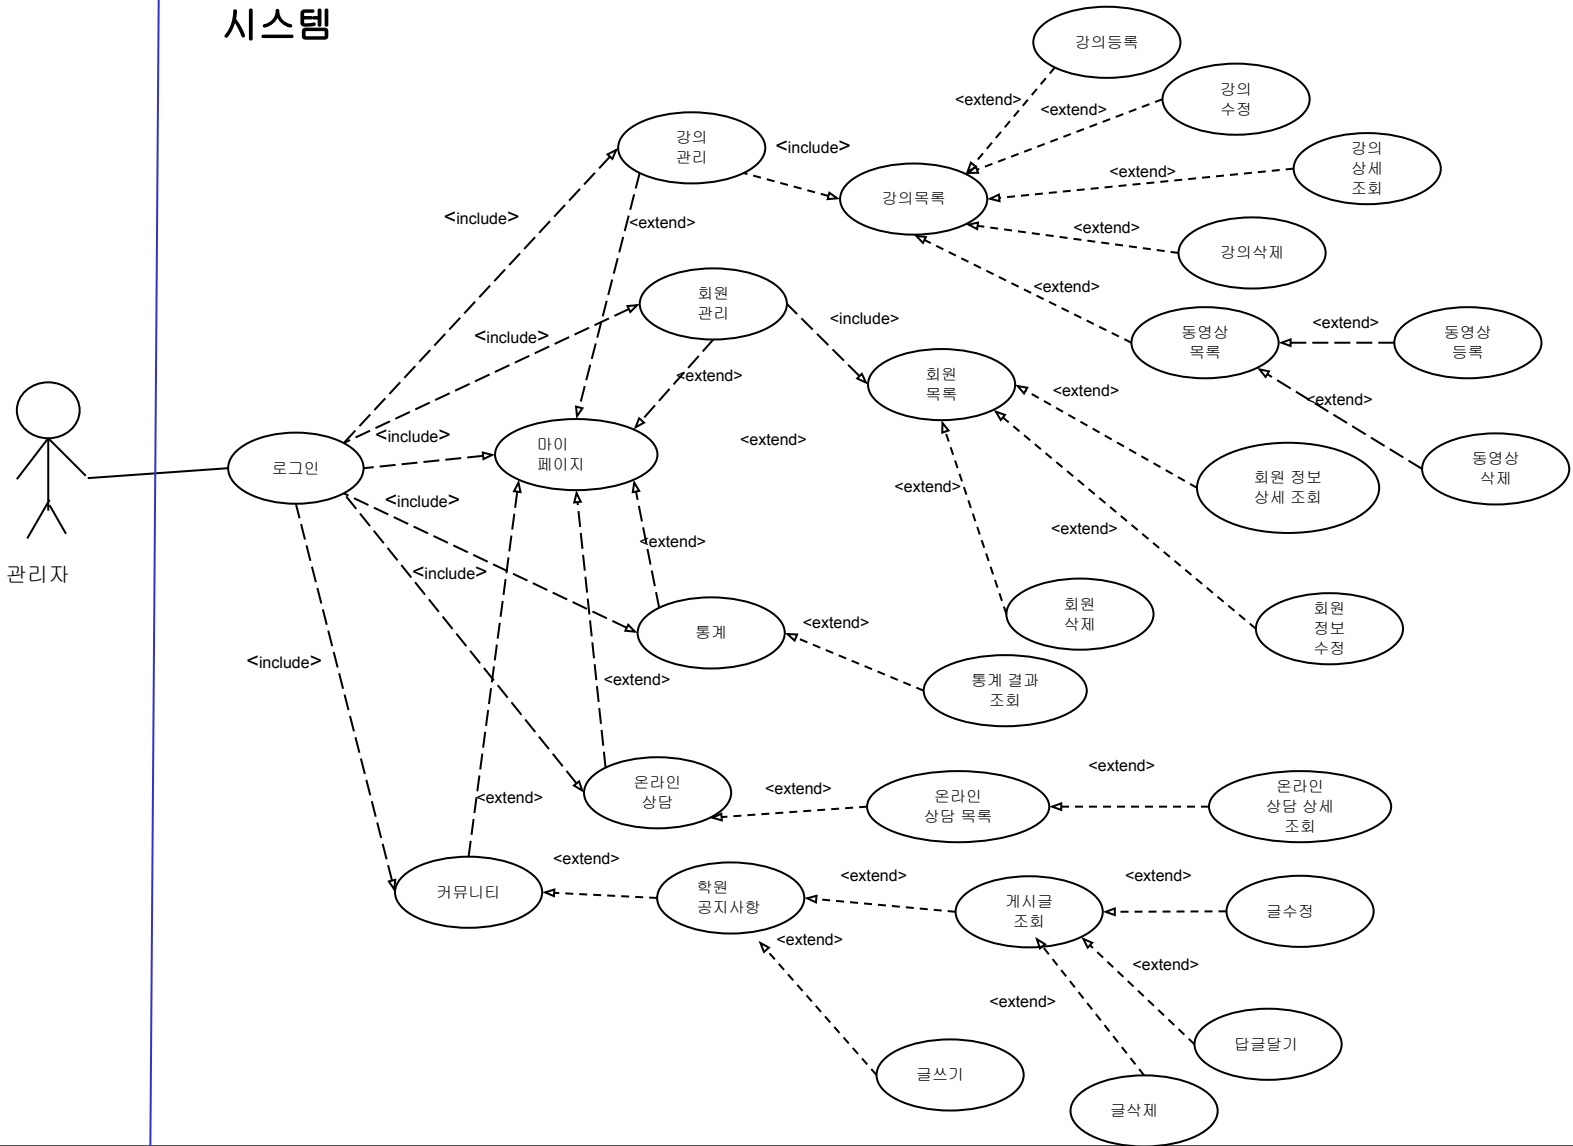 시스템
강의등록
<extend>
강의
수정
<extend>
강의
관리
<include>
강의
상세
조회
<extend>
강의목록
<include>
<extend>
<extend>
강의삭제
회원
관리
<extend>
<include>
<include>
동영상
목록
<extend>
동영상
등록
<extend>
회원
목록
<extend>
<extend>
<include>
마이
페이지
<extend>
로그인
회원 정보
상세 조회
동영상
삭제
<include>
<extend>
<extend>
<extend>
<include>
관리자
회원
삭제
회원
정보
수정
통계
<extend>
<include>
<extend>
통계 결과
조회
온라인
상담
<extend>
<extend>
온라인
상담 목록
<extend>
온라인
상담 상세
조회
<extend>
커뮤니티
<extend>
학원
공지사항
<extend>
게시글
조회
<extend>
글수정
<extend>
<extend>
<extend>
답글달기
글쓰기
글삭제